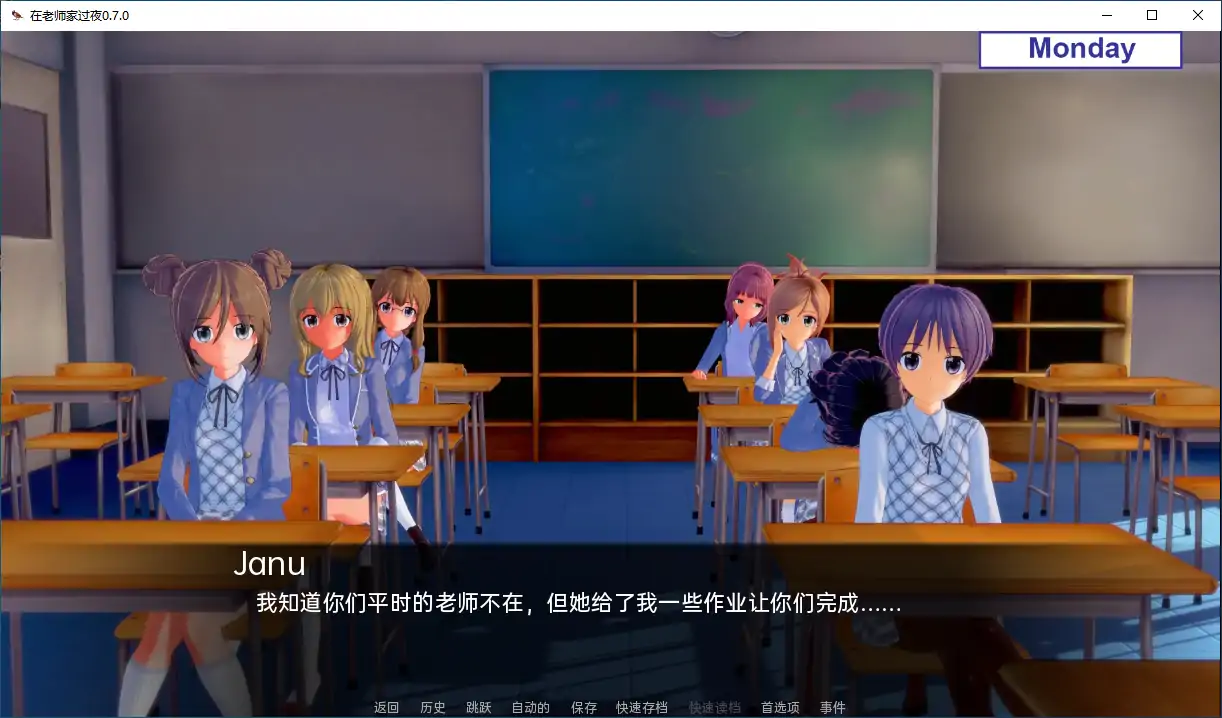 在老师家过夜0.7.0
Monday
Janu
我知道你们平时的老师不在，但她给了我一些作业让你们完成……
返回 历史 跳跃 自动的 保存 快速存档 快速读档 首选项 事件